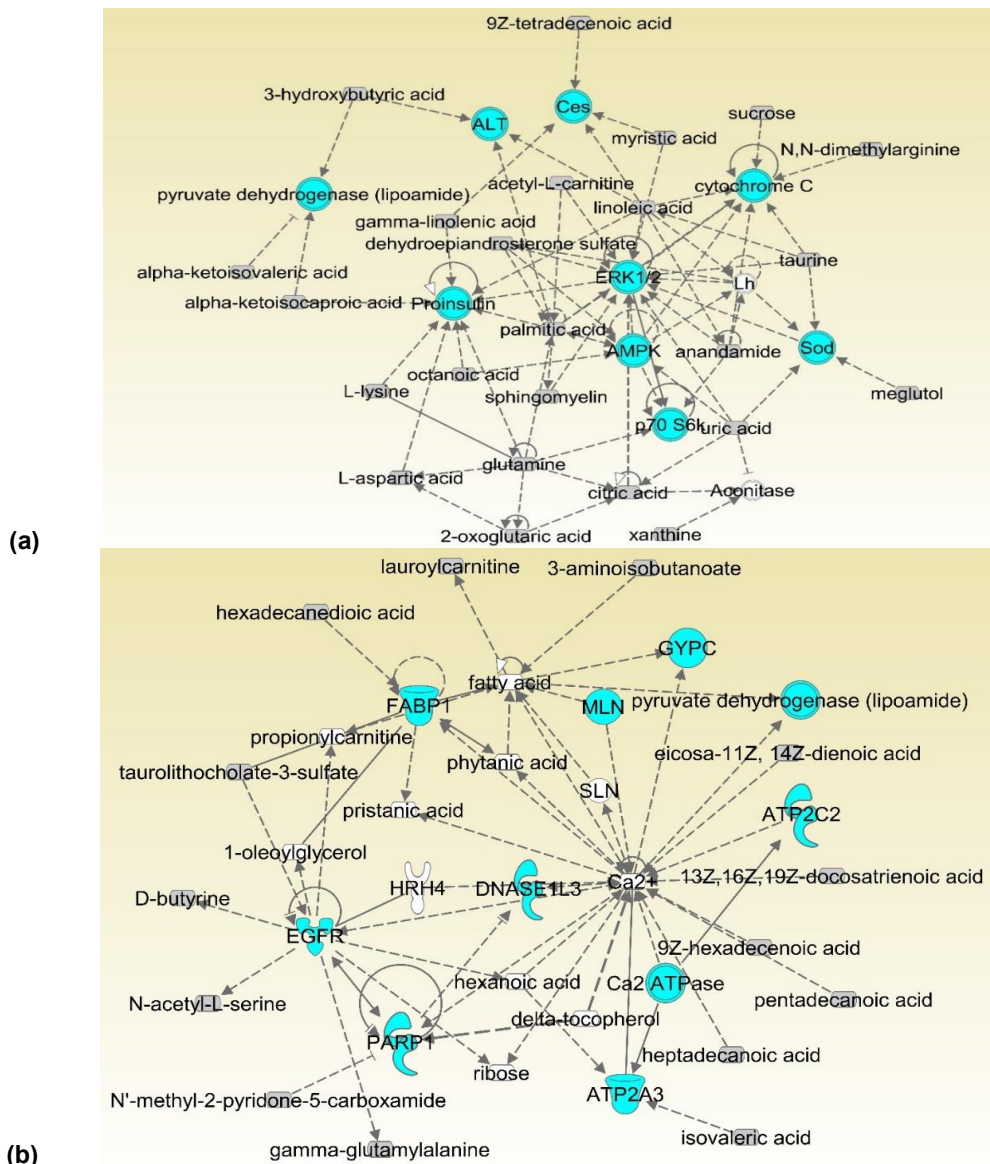 9Z-tetradecenoic acid
3-hydroxybutyric acid
Ces
sucrose
ALT
myristic acid
N,N-dimethylarginine
pyruvate dehydrogenase (lipoamide)
acetyl-L-carnitine
cytochrome C
linoleic acid
gamma-linolenic acid
dehydroepiandrosterone sulfate
alpha-ketoisovaleric acid
taurine
ERK1/2
Lh
alpha-ketoisocaproic acid
Proinsulin
palmitic acid
AMPK
anandamide
Sod
octanoic acid
L-lysine
sphingomyelin
meglutol
p70 S6k
uric acid
glutamine
L-aspartic acid
citric acid
Aconitase
2-oxoglutaric acid
xanthine
(a)
lauroylcarnitine
3-aminoisobutanoate
hexadecanedioic acid
GYPC
fatty acid
FABP1
MLN
pyruvate dehydrogenase (lipoamide)
propionylcarnitine
eicosa-11Z, 14Z-dienoic acid
phytanic acid
taurolithocholate-3-sulfate
SLN
pristanic acid
ATP2C2
1-oleoylglycerol
HRH4
DNASE1L3
Ca2+
13Z,16Z,19Z-docosatrienoic acid
D-butyrine
EGFR
9Z-hexadecenoic acid
hexanoic acid
Ca2 ATPase
N-acetyl-L-serine
pentadecanoic acid
delta-tocopherol
PARP1
heptadecanoic acid
ribose
N'-methyl-2-pyridone-5-carboxamide
ATP2A3
isovaleric acid
gamma-glutamylalanine
(b)